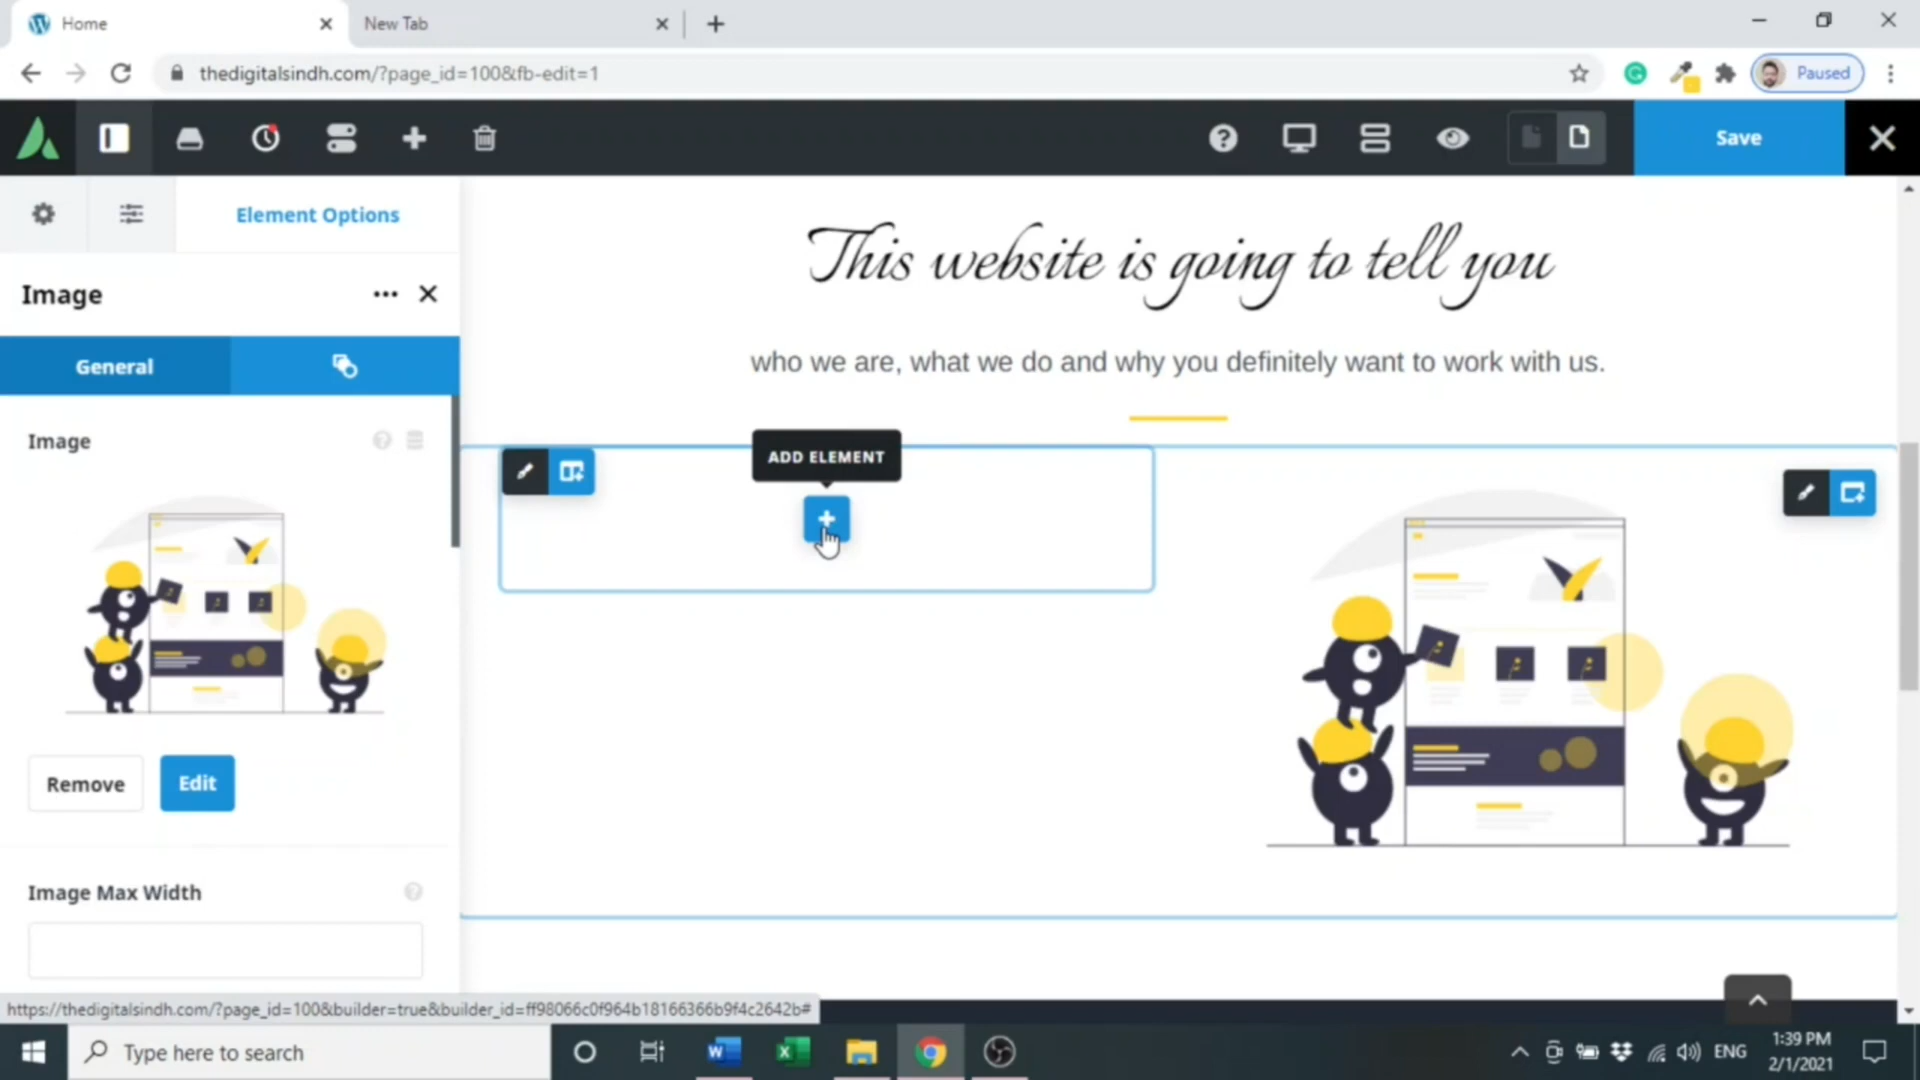 Home
New Tab
thedigitalsindh.com/?page_id=100&fb-edit=1
Paused
Save
Element Options
Image
General
Image
Remove
Edit
Image Max Width
This website is going to tell you
who we are, what we do and why you definitely want to work with us.
ADD ELEMENT
https://thedigitalsindh.com/?page_id=100&builder=true&builder_id=ff98066c0f964b18166366b9f4c2642b#
Type here to search
ENG
1:39 PM
2/1/2021